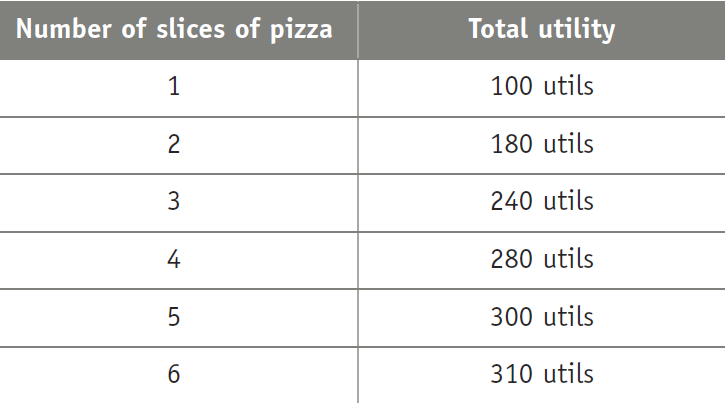 Number of slices of pizza Total utility
1 100 utils
2 180 utils
3 240 utils
4 280 utils
5 300 utils
6 310 utils